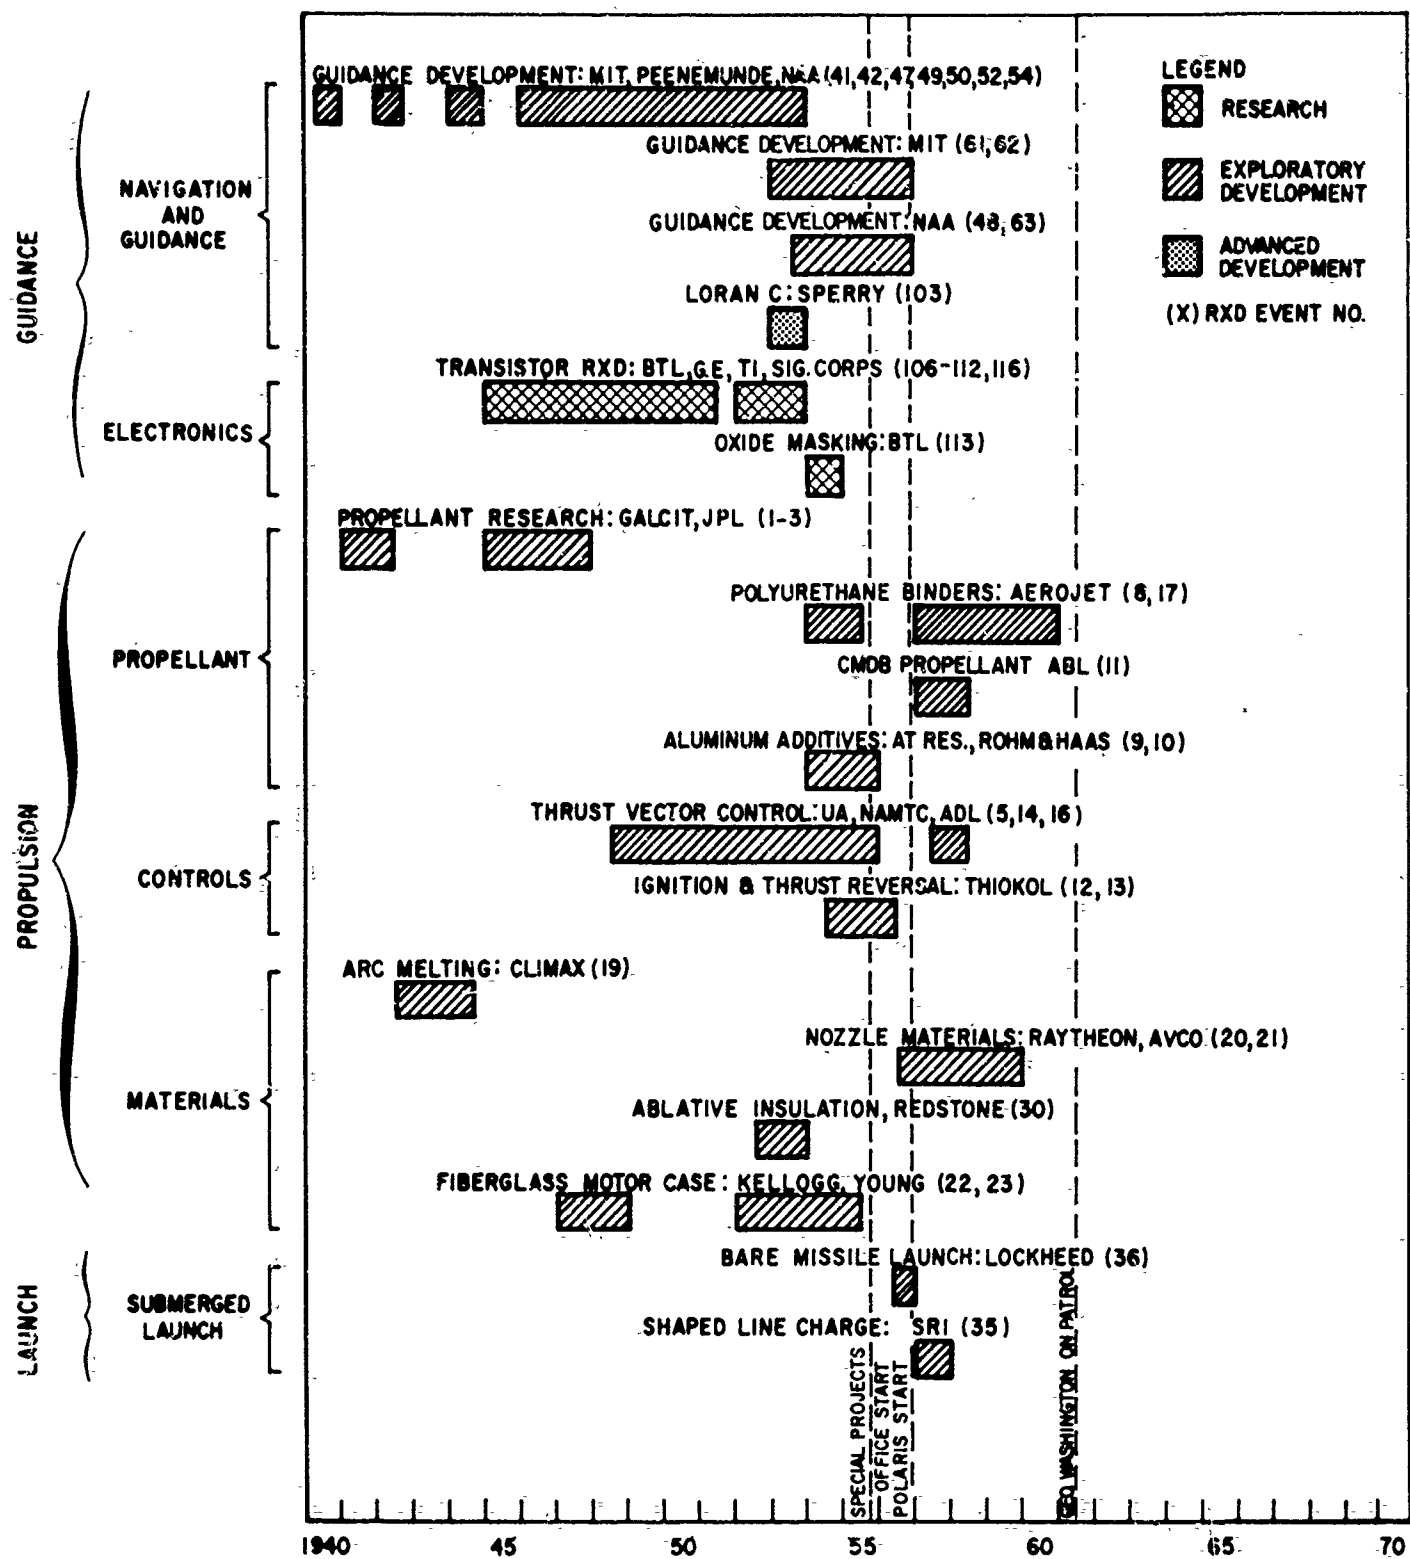 GUIDANCE DEVELOPMENT: MIT, PEENEMUNDE, NAA (41,42,47,49,50,52,54)
LEGEND
RESEARCH
EXPLORATORY
DEVELOPMENT
ADVANCED
DEVELOPMENT
(X) RXD EVENT NO.
GUIDANCE
NAVIGATION
AND
GUIDANCE
GUIDANCE DEVELOPMENT: MIT (61,62)
GUIDANCE DEVELOPMENT: NAA (48,63)
LORAN C: SPERRY (103)
ELECTRONICS
TRANSISTOR RXD: BTL, G.E, TI, SIG. CORPS (106-112,116)
OXIDE MASKING: BTL (113)
PROPULSION
PROPELLANT
PROPELLANT RESEARCH: GALCIT, JPL (1-3)
POLYURETHANE BINDERS: AEROJET (8,17)
CMDB PROPELLANT ABL (11)
ALUMINUM ADDITIVES: AT RES., ROHM & HAAS (9,10)
CONTROLS
THRUST VECTOR CONTROL: UA, NAMTC, ADL (5,14,16)
IGNITION & THRUST REVERSAL: THIOKOL (12,13)
MATERIALS
ARC MELTING: CLIMAX (19)
NOZZLE MATERIALS: RAYTHEON, AVCO (20,21)
ABLATIVE INSULATION, REDSTONE (30)
FIBERGLASS MOTOR CASE: KELLOGG, YOUNG (22, 23)
LAUNCH
SUBMERGED
LAUNCH
BARE MISSILE LAUNCH: LOCKHEED (36)
SHAPED LINE CHARGE: SRI (35)
SPECIAL PROJECTS
OFFICE START
POLARIS START
GEO. WASHINGTON ON PATROL
1940 45 50 55 60 65 70